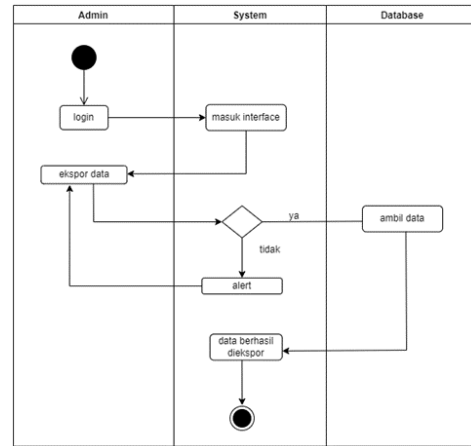 Admin
System
Database
login
masuk interface
ekspor data
ya
ambil data
tidak
alert
data berhasil
diekspor